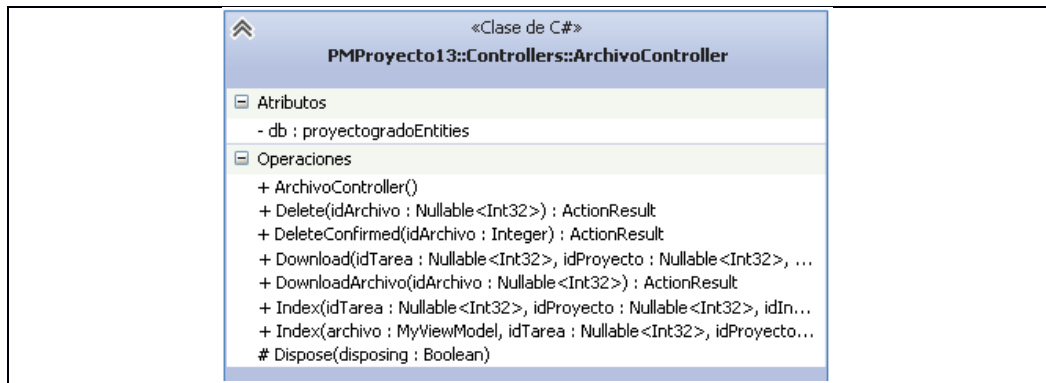 «Clase de C#»
PMProyecto13::Controllers::ArchivoController
Atributos
- db : proyectogradoEntities
Operaciones
+ ArchivoController()
+ Delete(idArchivo : Nullable<Int32>) : ActionResult
+ DeleteConfirmed(idArchivo : Integer) : ActionResult
+ Download(idTarea : Nullable<Int32>, idProyecto : Nullable<Int32>, ...
+ DownloadArchivo(idArchivo : Nullable<Int32>) : ActionResult
+ Index(idTarea : Nullable<Int32>, idProyecto : Nullable<Int32>, idIn...
+ Index(archivo : MyViewModel, idTarea : Nullable<Int32>, idProyecto...
# Dispose(disposing : Boolean)